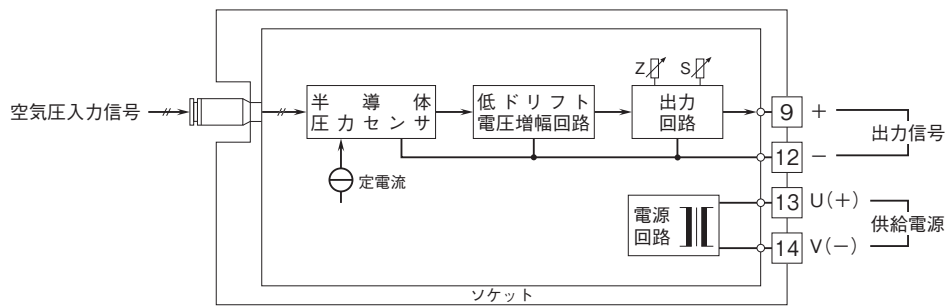 Z S
空気圧入力信号
半導体
圧力センサ
低ドリフト
電圧増幅回路
出力
回路
9 +
出力信号
12 −
定電流
電源
回路
13 U(+)
供給電源
14 V(−)
ソケット